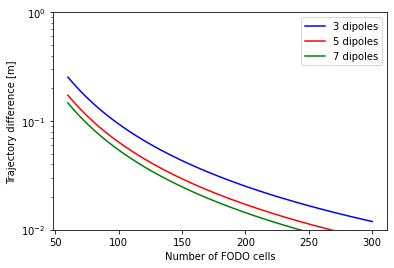 10⁰
10⁻¹
10⁻²
Trajectory difference [m]
3 dipoles
5 dipoles
7 dipoles
50 100 150 200 250 300
Number of FODO cells